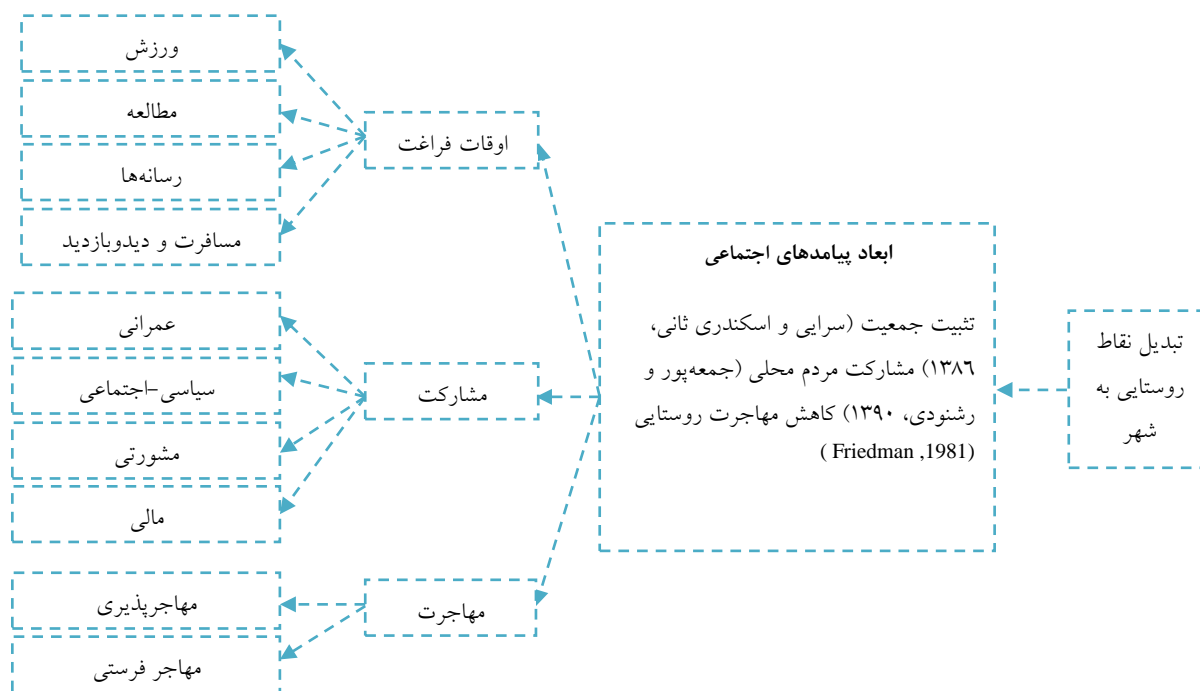 تبدیل نقاط
روستایی به
شهر
ابعاد پیامدهای اجتماعی
تثبیت جمعیت (سرایی و اسکندری ثانی،
۱۳۸۶) مشارکت مردم محلی (جمعه‌پور و
رشنودی، ۱۳۹۰) کاهش مهاجرت روستایی
( Friedman ,1981)
اوقات فراغت
ورزش
مطالعه
رسانه‌ها
مسافرت و دیدوبازدید
مشارکت
عمرانی
سیاسی-اجتماعی
مشورتی
مالی
مهاجرت
مهاجرپذیری
مهاجر فرستی